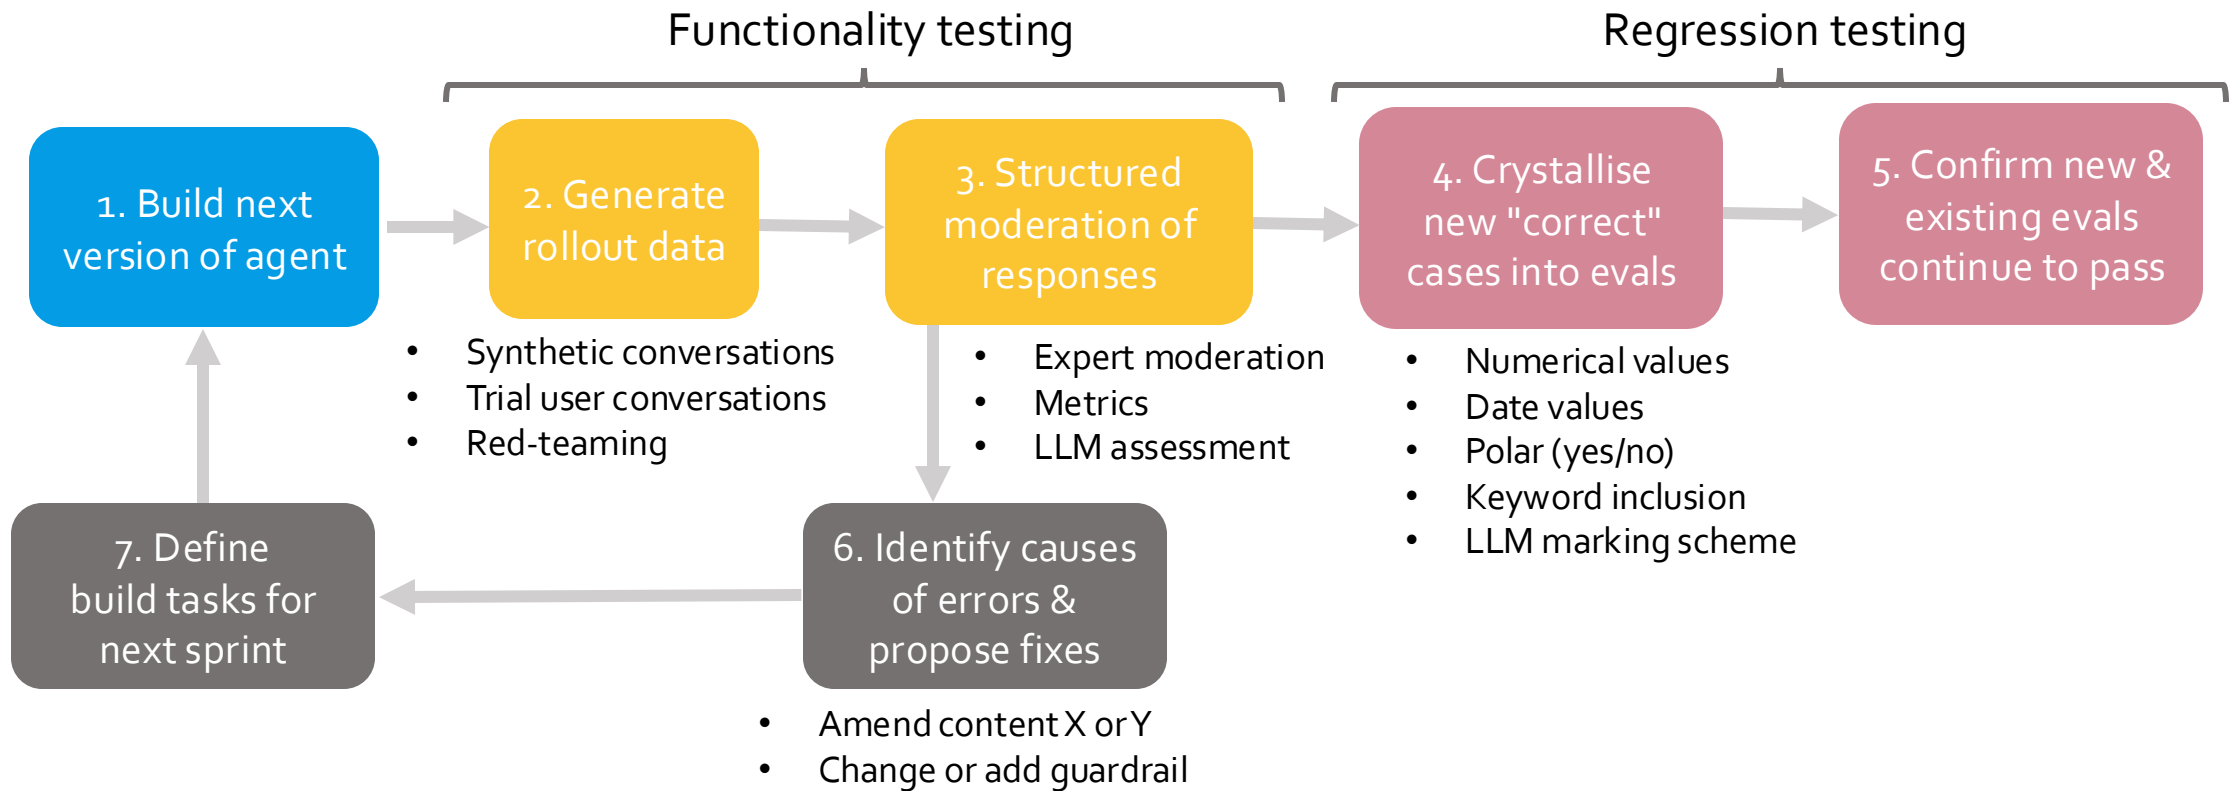 Functionality testing
Regression testing
1. Build next
version of agent
2. Generate
rollout data
3. Structured
moderation of
responses
4. Crystallise
new "correct"
cases into evals
5. Confirm new &
existing evals
continue to pass
• Synthetic conversations
• Trial user conversations
• Red-teaming
• Expert moderation
• Metrics
• LLM assessment
• Numerical values
• Date values
• Polar (yes/no)
• Keyword inclusion
• LLM marking scheme
7. Define
build tasks for
next sprint
6. Identify causes
of errors &
propose fixes
• Amend content X or Y
• Change or add guardrail